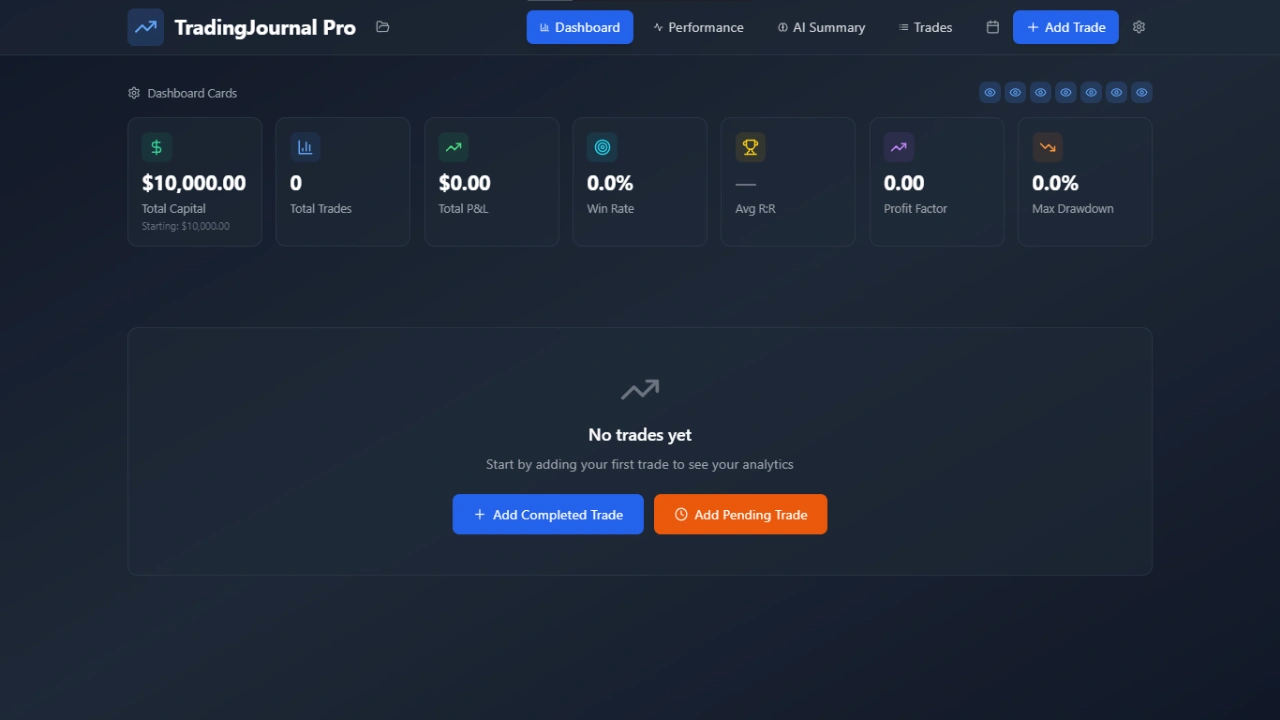 TradingJournal Pro
Dashboard
Performance
AI Summary
Trades
Add Trade
Dashboard Cards
$10,000.00
Total Capital
Starting: $10,000.00
0
Total Trades
$0.00
Total P&L
0.0%
Win Rate
—
Avg R:R
0.00
Profit Factor
0.0%
Max Drawdown
No trades yet
Start by adding your first trade to see your analytics
Add Completed Trade
Add Pending Trade